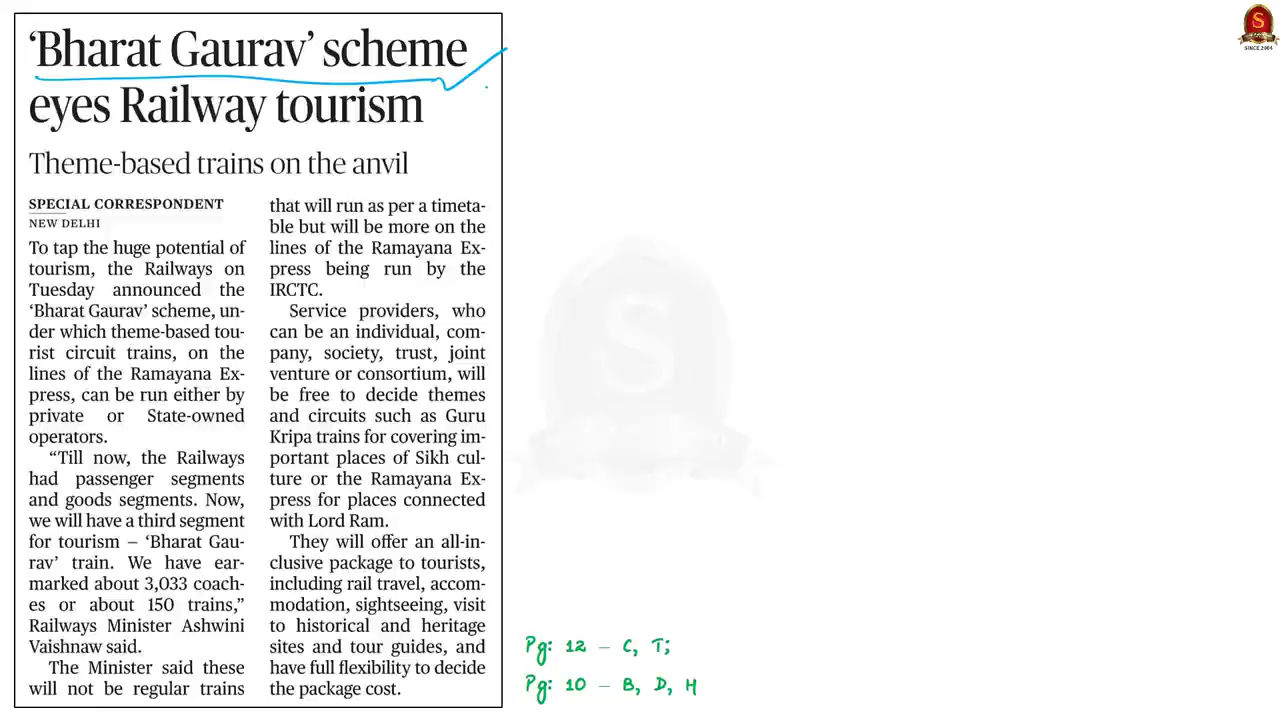 ‘Bharat Gaurav’ scheme
eyes Railway tourism
Theme-based trains on the anvil
SPECIAL CORRESPONDENT
NEW DELHI
To tap the huge potential of
tourism, the Railways on
Tuesday announced the
‘Bharat Gaurav’ scheme, un-
der which theme-based tou-
rist circuit trains, on the
lines of the Ramayana Ex-
press, can be run either by
private or State-owned
operators.
“Till now, the Railways
had passenger segments
and goods segments. Now,
we will have a third segment
for tourism – ‘Bharat Gau-
rav’ train. We have ear-
marked about 3,033 coach-
es or about 150 trains,”
Railways Minister Ashwini
Vaishnaw said.
The Minister said these
will not be regular trains
that will run as per a timeta-
ble but will be more on the
lines of the Ramayana Ex-
press being run by the
IRCTC.
Service providers, who
can be an individual, com-
pany, society, trust, joint
venture or consortium, will
be free to decide themes
and circuits such as Guru
Kripa trains for covering im-
portant places of Sikh cul-
ture or the Ramayana Ex-
press for places connected
with Lord Ram.
They will offer an all-in-
clusive package to tourists,
including rail travel, accom-
modation, sightseeing, visit
to historical and heritage
sites and tour guides, and
have full flexibility to decide
the package cost.
Pg: 12 – C, T;
Pg: 10 – B, D, H
S
SINCE 2004